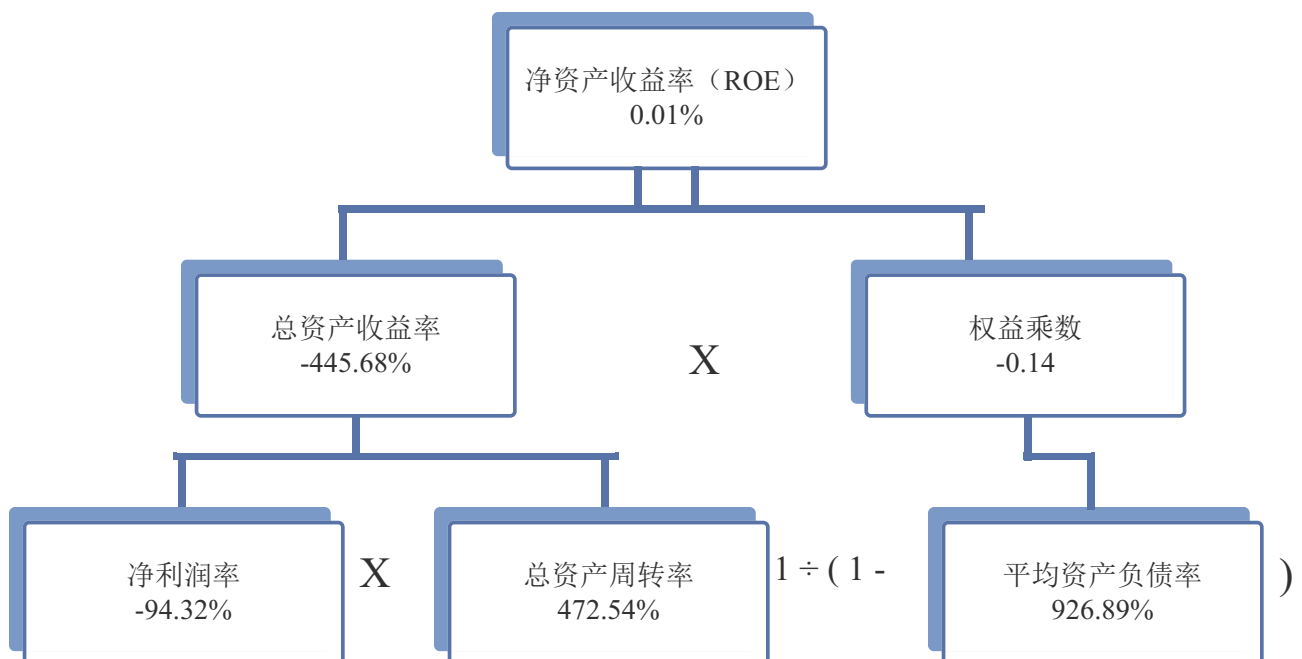 净资产收益率（ROE）
0.01%
总资产收益率
-445.68%
X
权益乘数
-0.14
净利润率
-94.32%
X
总资产周转率
472.54%
1 ÷ ( 1 -
平均资产负债率
926.89%
)